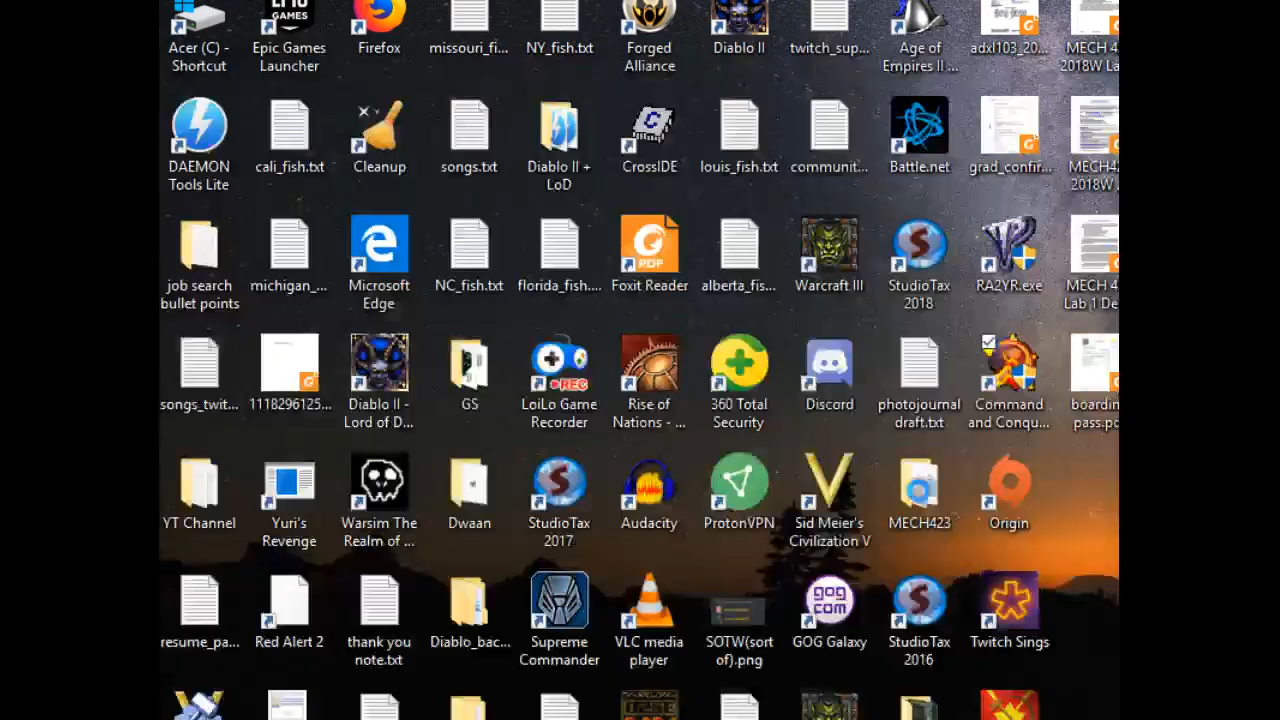 GAMES
Acer (C) -
Shortcut
Epic Games
Launcher
Firefox
missouri_fi...
NY_fish.txt
Forged
Alliance
Diablo II
twitch_sup...
Age of
Empires II ...
adxl103_20...
MECH 4
2018W La
DAEMON
Tools Lite
cali_fish.txt
Cleanup
songs.txt
Diablo II +
LoD
C
CrossIDE
louis_fish.txt
communit...
Battle.net
grad_confir...
MECH4
2018W
job search
bullet points
michigan_...
Microsoft
Edge
NC_fish.txt
florida_fish....
PDF
Foxit Reader
alberta_fis...
Warcraft III
S
StudioTax
2018
RA2YR.exe
MECH 4
Lab 1 De
songs_twit...
1118296125...
Diablo II -
Lord of D...
GS
REC
LoiLo Game
Recorder
Rise of
Nations - ...
360 Total
Security
Discord
photojournal
draft.txt
Command
and Conqu...
boardin
pass.pc
YT Channel
Yuri's
Revenge
Warsim The
Realm of ...
Dwaan
S
StudioTax
2017
Audacity
ProtonVPN
Sid Meier's
Civilization V
MECH423
Origin
resume_pa...
Red Alert 2
thank you
note.txt
Diablo_bac...
Supreme
Commander
VLC media
player
SOTW(sort
of).png
gog
com
GOG Galaxy
S
StudioTax
2016
Twitch Sings